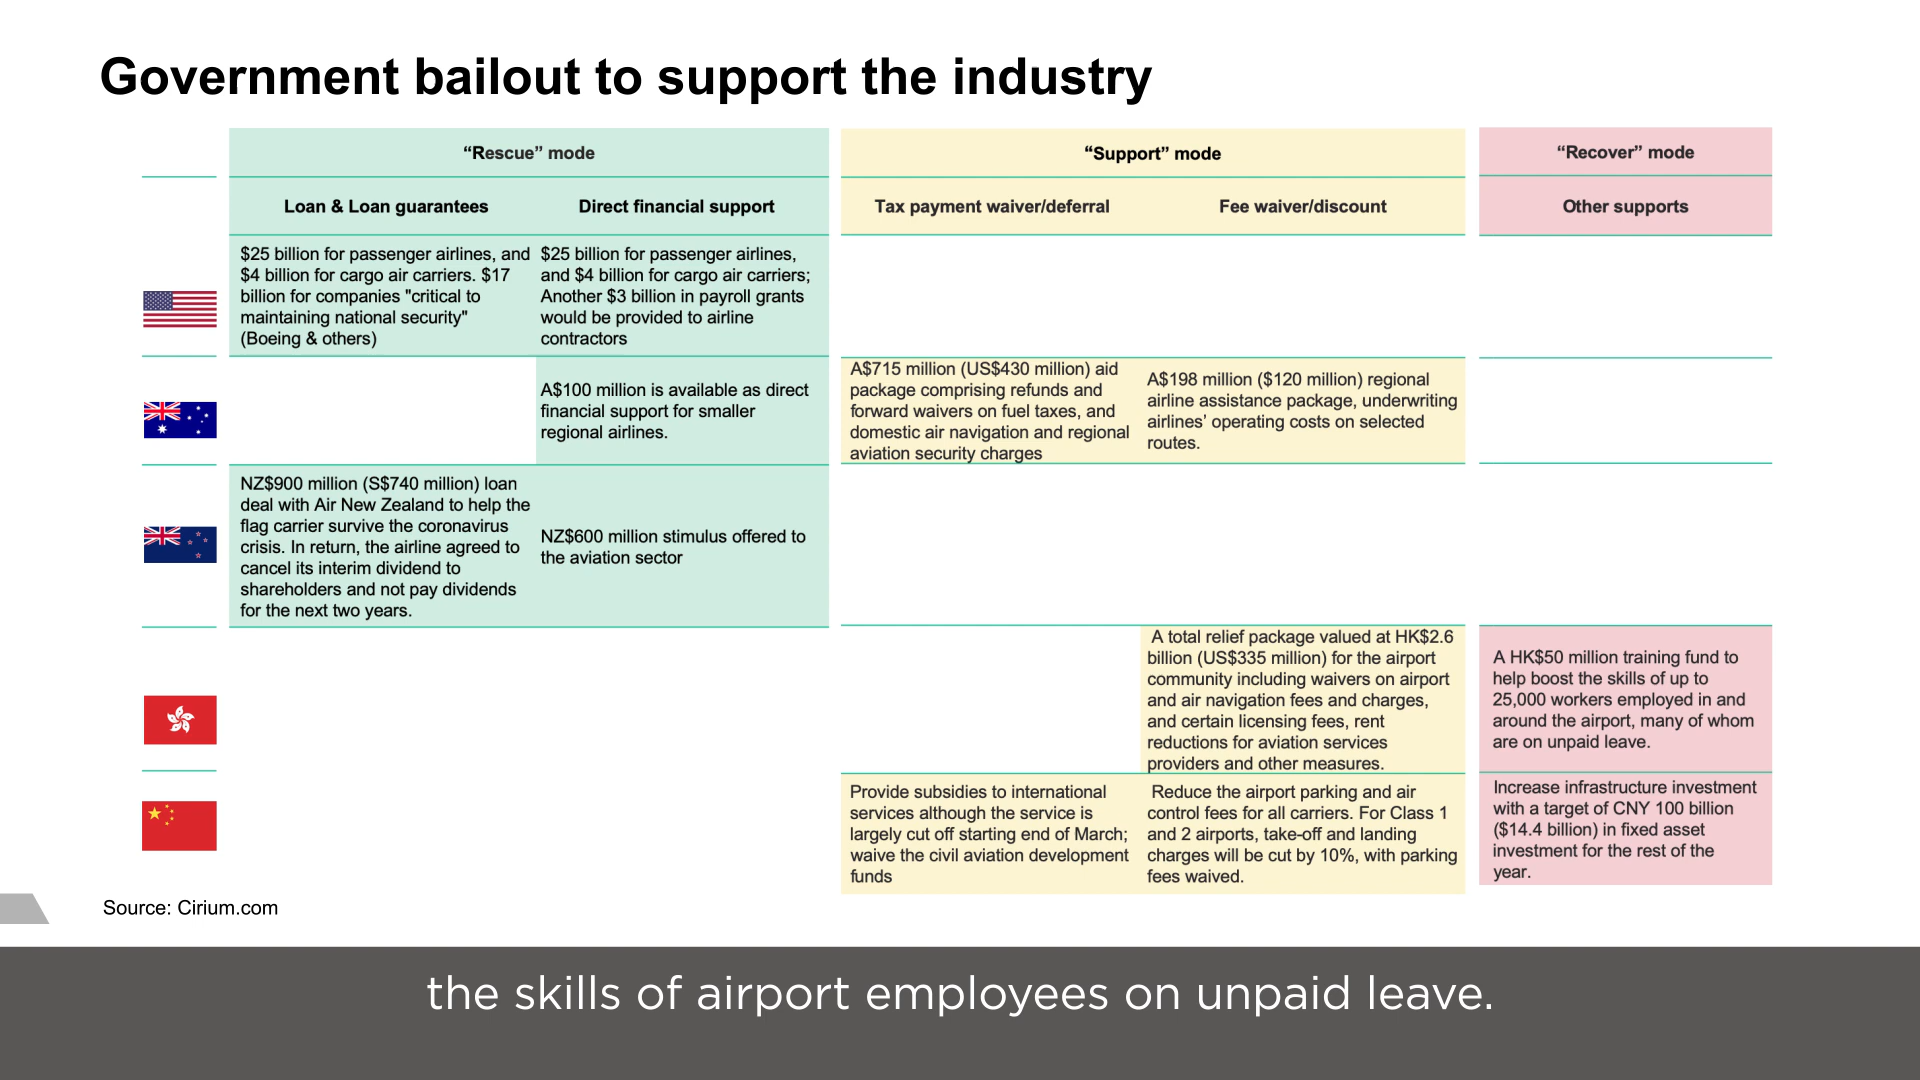 Government bailout to support the industry
“Rescue” mode
“Support” mode
“Recover” mode
Loan & Loan guarantees
Direct financial support
Tax payment waiver/deferral
Fee waiver/discount
Other supports
$25 billion for passenger airlines, and
$4 billion for cargo air carriers. $17
billion for companies "critical to
maintaining national security"
(Boeing & others)
$25 billion for passenger airlines,
and $4 billion for cargo air carriers;
Another $3 billion in payroll grants
would be provided to airline
contractors
A$100 million is available as direct
financial support for smaller
regional airlines.
A$715 million (US$430 million) aid
package comprising refunds and
forward waivers on fuel taxes, and
domestic air navigation and regional
aviation security charges
A$198 million ($120 million) regional
airline assistance package, underwriting
airlines’ operating costs on selected
routes.
NZ$900 million (S$740 million) loan
deal with Air New Zealand to help the
flag carrier survive the coronavirus
crisis. In return, the airline agreed to
cancel its interim dividend to
shareholders and not pay dividends
for the next two years.
NZ$600 million stimulus offered to
the aviation sector
A total relief package valued at HK$2.6
billion (US$335 million) for the airport
community including waivers on airport
and air navigation fees and charges,
and certain licensing fees, rent
reductions for aviation services
providers and other measures.
A HK$50 million training fund to
help boost the skills of up to
25,000 workers employed in and
around the airport, many of whom
are on unpaid leave.
Provide subsidies to international
services although the service is
largely cut off starting end of March;
waive the civil aviation development
funds
Reduce the airport parking and air
control fees for all carriers. For Class 1
and 2 airports, take-off and landing
charges will be cut by 10%, with parking
fees waived.
Increase infrastructure investment
with a target of CNY 100 billion
($14.4 billion) in fixed asset
investment for the rest of the
year.
Source: Cirium.com
the skills of airport employees on unpaid leave.